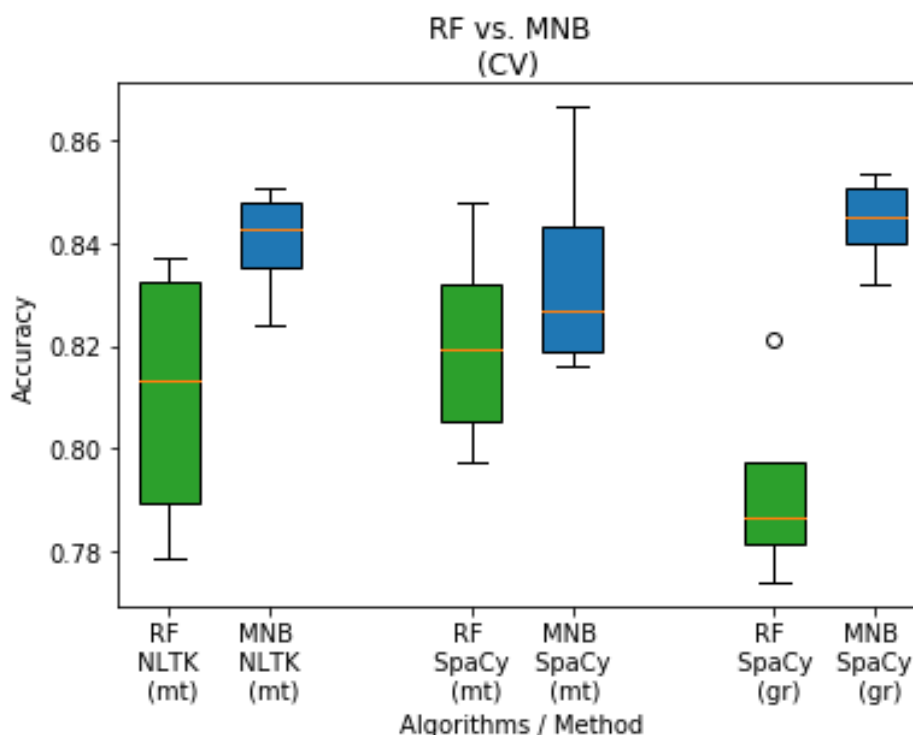 RF vs. MNB
(CV)
Accuracy
0.86
0.84
0.82
0.80
0.78
RF MNB RF MNB RF MNB
NLTK NLTK SpaCy SpaCy SpaCy SpaCy
(mt) (mt) (mt) (mt) (gr) (gr)
Algorithms / Method